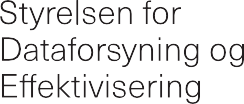 Styrelsen for
Dataforsyning og
Effektivisering